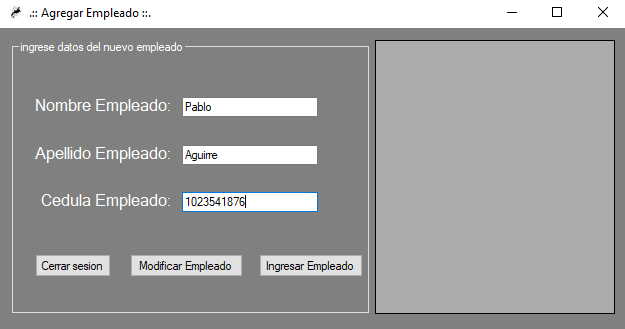 .:: Agregar Empleado ::.
ingrese datos del nuevo empleado
Nombre Empleado: Pablo
Apellido Empleado: Aguirre
Cedula Empleado: 1023541876
Cerrar sesion Modificar Empleado Ingresar Empleado